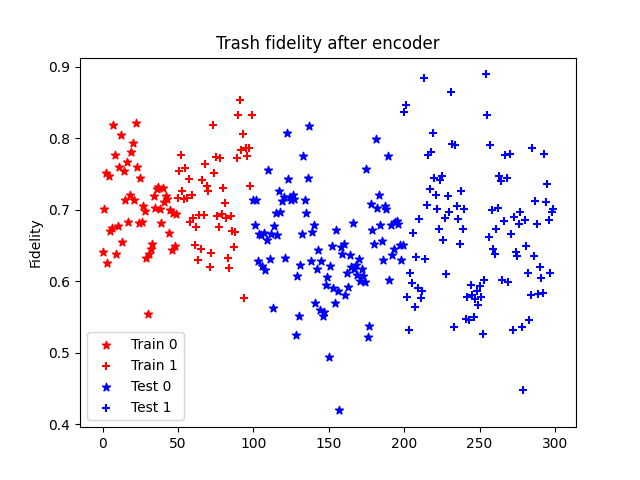 Trash fidelity after encoder
0.9
0.8
0.7
0.6
0.5
0.4
Fidelity
Train 0
Train 1
Test 0
Test 1
0 50 100 150 200 250 300